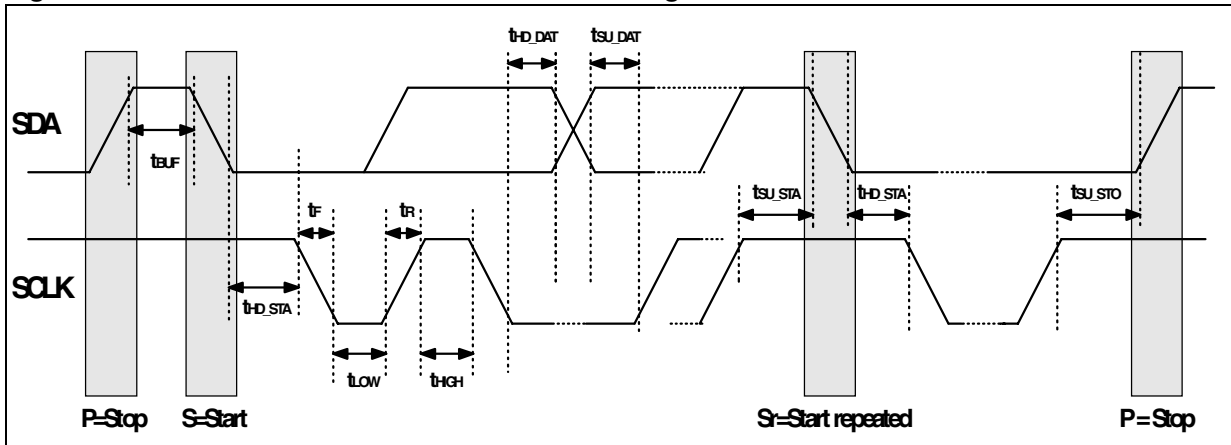 tHD_DAT tSU_DAT
SDA
tBUF
tSU_STA tHD_STA tSU_STO
tF tR
SCLK
tHD_STA
tLOW tHIGH
P=Stop S=Start Sr=Start repeated P = Stop